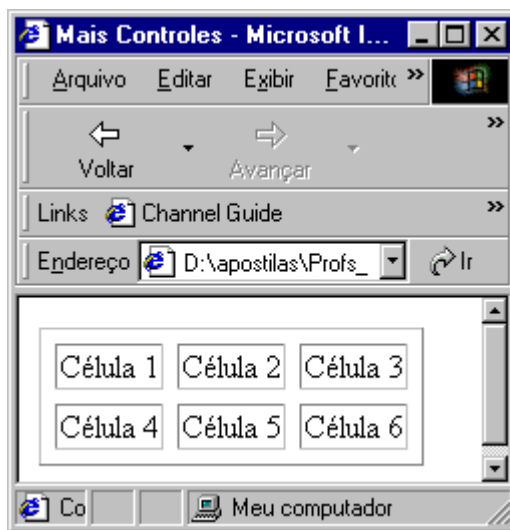 Mais Controles - Microsoft I...
Arquivo Editar Exibir Favorito »
Voltar Avançar »
Links Channel Guide »
Endereço D:\apostilas\Profs_ Ir
Célula 1 Célula 2 Célula 3
Célula 4 Célula 5 Célula 6
Co Meu computador